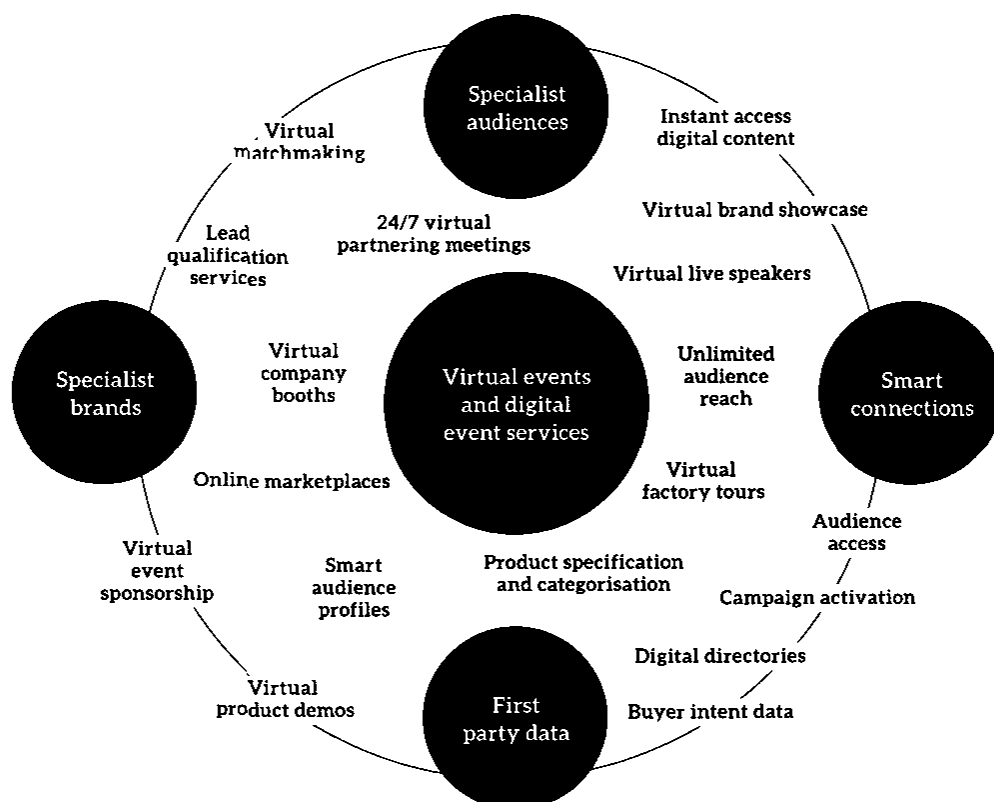 Specialist
audiences
Instant access
digital content
Virtual
matchmaking
Virtual brand showcase
24/7 virtual
partnering meetings
Lead
qualification
services
Virtual live speakers
Specialist
brands
Virtual
company
booths
Virtual events
and digital
event services
Unlimited
audience
reach
Smart
connections
Online marketplaces
Virtual
factory tours
Audience
access
Virtual
event
sponsorship
Smart
audience
profiles
Product specification
and categorisation
Campaign activation
Digital directories
Virtual
product demos
First
party data
Buyer intent data